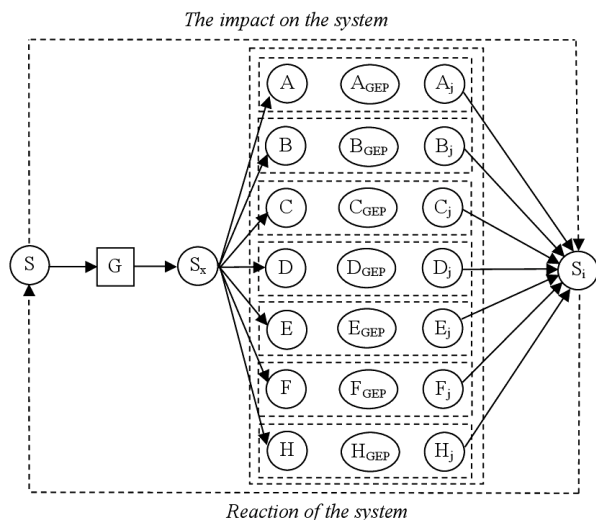 The impact on the system
A A_GEP A_j
B B_GEP B_j
C C_GEP C_j
S G S_x D D_GEP D_j S_i
E E_GEP E_j
F F_GEP F_j
H H_GEP H_j
Reaction of the system